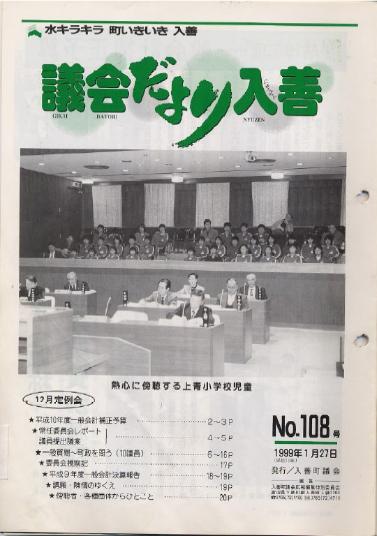 水キラキラ 町いきいき 入善
議会だより入善
GIKAI DAYORI NYUZEN
熱心に傍聴する上青小学校児童
12月定例会
★平成10年度一般会計補正予算 2～3P
★常任委員会レポート
議員提出議案 4～5P
★一般質問～町政を問う(10議員) 6～16P
★委員会視察記 17P
★平成9年度一般会計決算報告 18～19P
★請願・陳情のゆくえ 19P
★傍聴者・各種団体からひとこと 20P
No.108号
1999年1月27日
発行/入善町議会
編集